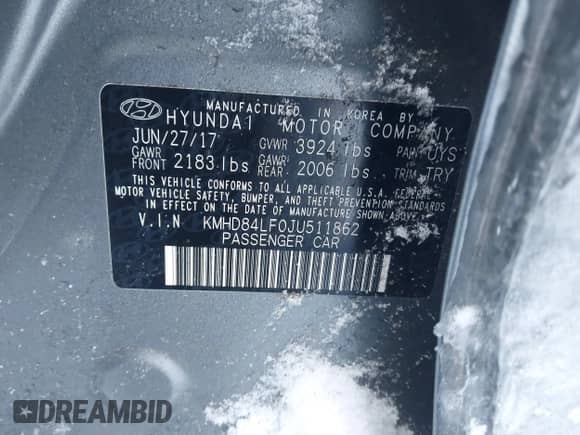 MANUFACTURED IN KOREA BY
HYUNDAI MOTOR COMPANY
JUN/27/17 GVWR 3924 lbs PAINT UYS
GAWR FRONT 2183 lbs GAWR REAR 2006 lbs TRIM TRY
THIS VEHICLE CONFORMS TO ALL APPLICABLE U.S.A. FEDERAL
MOTOR VEHICLE SAFETY, BUMPER, AND THEFT PREVENTION STANDARDS
IN EFFECT ON THE DATE OF MANUFACTURE SHOWN ABOVE.
V.I.N KMHD84LF0JU511862
PASSENGER CAR
DREAMBID